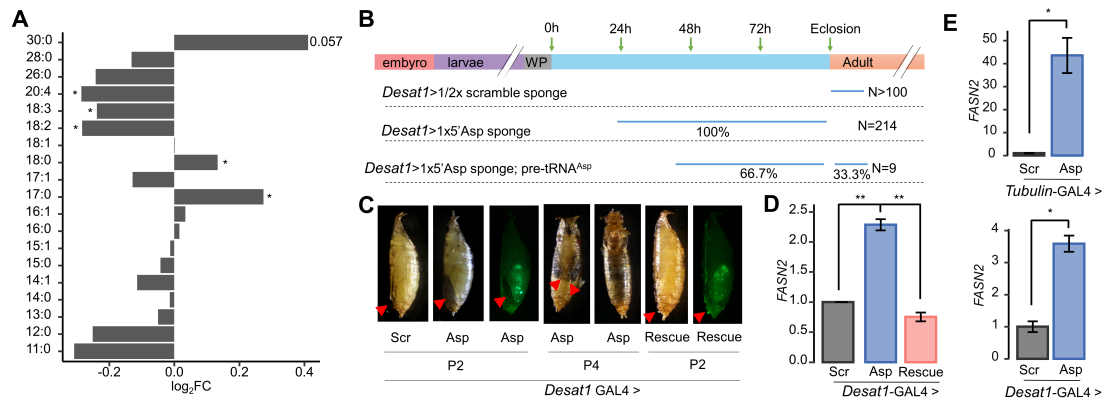 A
30:0
28:0
26:0
20:4
18:3
18:2
18:1
18:0
17:1
17:0
16:1
16:0
15:1
15:0
14:1
14:0
13:0
12:0
11:0
0.057
*
*
*
*
*
-0.2
0.0
0.2
0.4
log2FC
B
0h
24h
48h
72h
Eclosion
embyro
larvae
WP
Adult
Desat1>1/2x scramble sponge
N>100
Desat1>1x5'Asp sponge
100%
N=214
Desat1>1x5'Asp sponge; pre-tRNAAsp
66.7%
33.3%
N=9
C
Scr
Asp
Asp
Asp
Asp
Rescue
Rescue
P2
P4
P2
Desat1 GAL4 >
D
**
**
FASN2
2.5
2.0
1.5
1.0
0.5
0.0
Scr
Asp
Rescue
Desat1-GAL4 >
E
*
FASN2
50
40
30
20
10
0
Scr
Asp
Tubulin-GAL4 >
*
FASN2
4
3
2
1
0
Scr
Asp
Desat1-GAL4 >